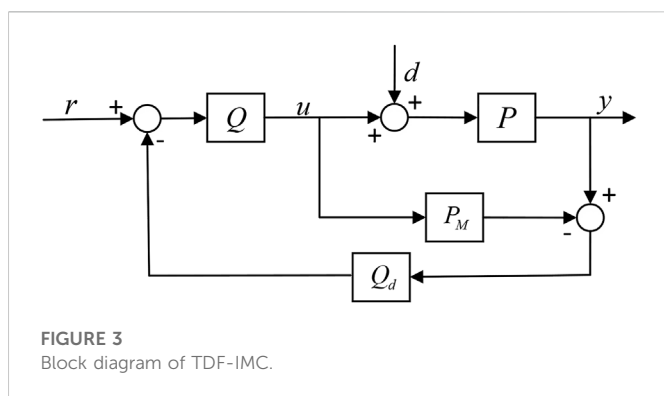 d
r + Q u + P y
- +
+
P_M -
Q_d
FIGURE 3
Block diagram of TDF-IMC.